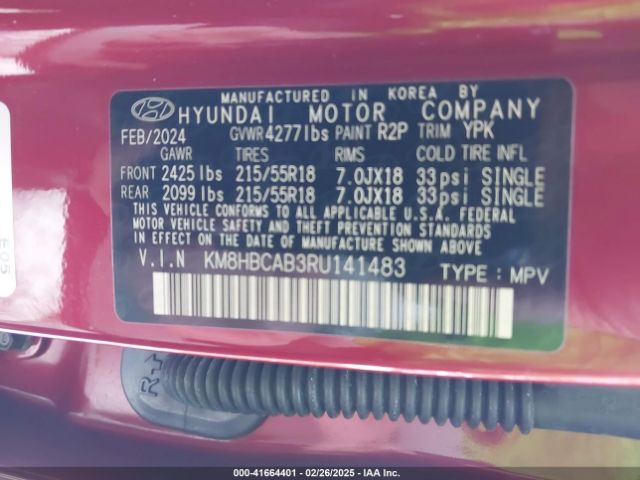 MANUFACTURED IN KOREA BY
HYUNDAI MOTOR COMPANY
FEB/2024 GVWR 4277 lbs PAINT R2P TRIM YPK
GAWR TIRES RIMS COLD TIRE INFL
FRONT 2425 lbs 215/55R18 7.0JX18 33psi SINGLE
REAR 2099 lbs 215/55R18 7.0JX18 33psi SINGLE
THIS VEHICLE CONFORMS TO ALL APPLICABLE U.S.A. FEDERAL
MOTOR VEHICLE SAFETY AND THEFT PREVENTION STANDARDS
IN EFFECT ON THE DATE OF MANUFACTURE SHOWN ABOVE.
V.I.N KM8HBCAB3RU141483 TYPE : MPV
R-
000-41664401 - 02/26/2025 - Copyright © IAA